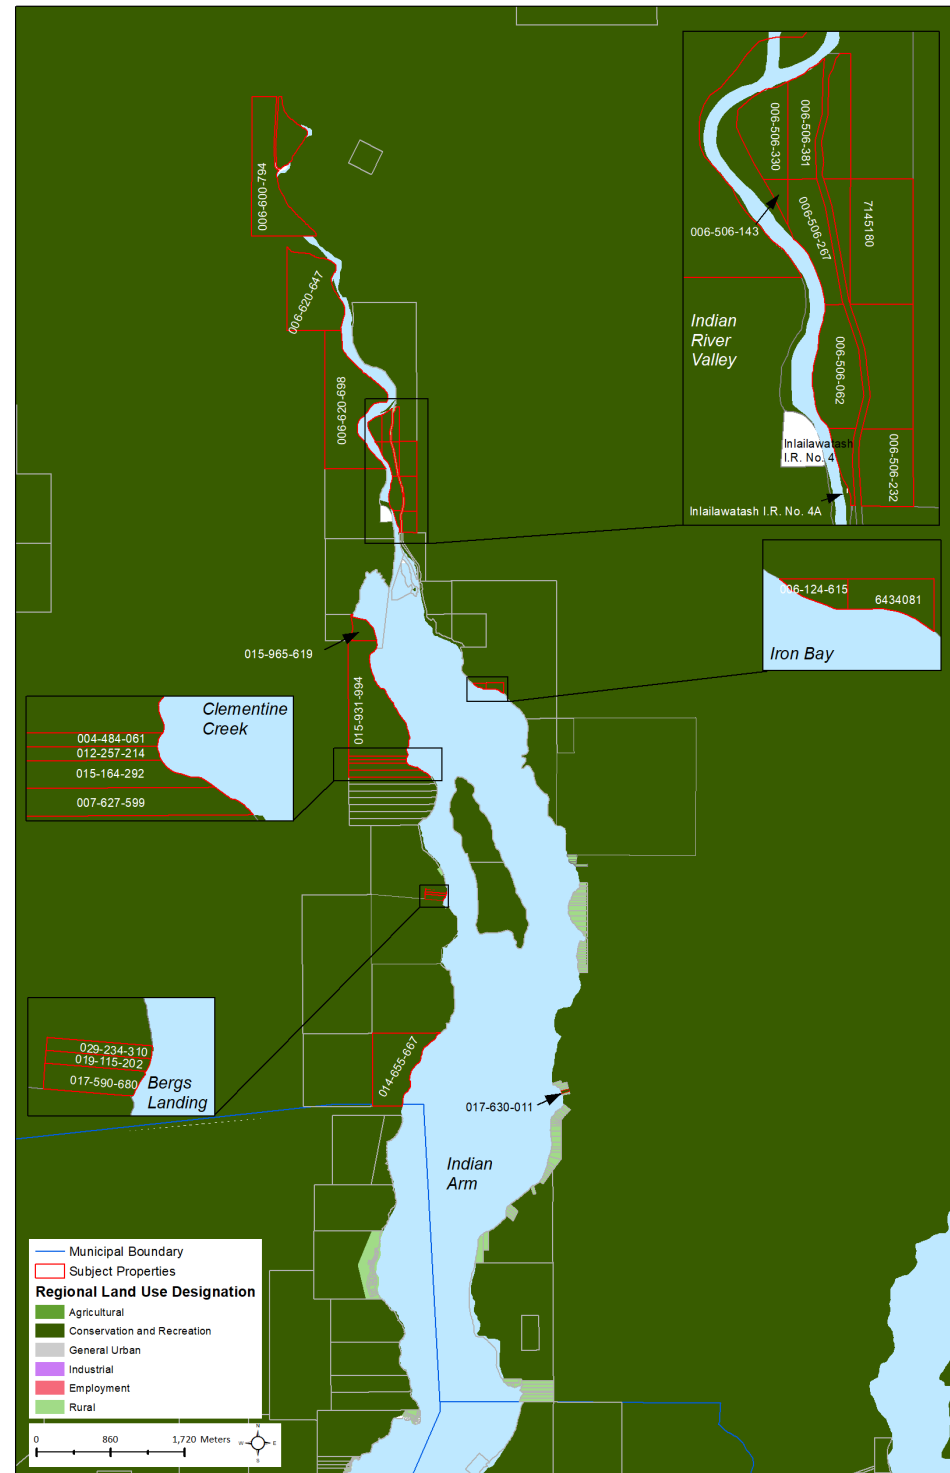 006-600-794
006-620-647
006-620-698
006-506-330
006-506-381
006-506-143
006-506-267
7145180
Indian
River
Valley
006-506-062
Inlailawatash
I.R. No. 4
006-506-232
Inlailawatash I.R. No. 4A
006-124-615
6434081
Iron Bay
015-965-619
015-931-994
Clementine
Creek
004-484-061
012-257-214
015-164-292
007-627-599
029-234-310
019-115-202
017-590-680
Bergs
Landing
014-655-667
017-630-011
Indian
Arm
Municipal Boundary
Subject Properties
Regional Land Use Designation
Agricultural
Conservation and Recreation
General Urban
Industrial
Employment
Rural
0 860 1,720 Meters
N
W E
S